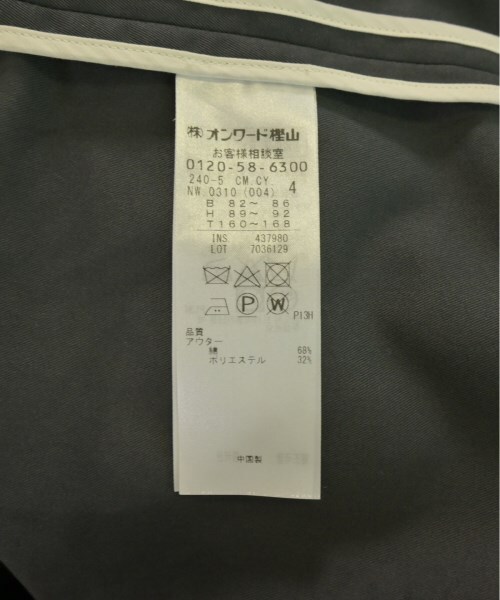 ㈱ オンワード樫山
お客様相談室
0120-58-6300
240-5 CM.CY.
NW 0310 (004) 4
B 82～ 86
H 89～ 92
T 160～168
INS. 437980
LOT 7036129
P W P13H
品質
アウター
綿 68%
ポリエステル 32%
中国製